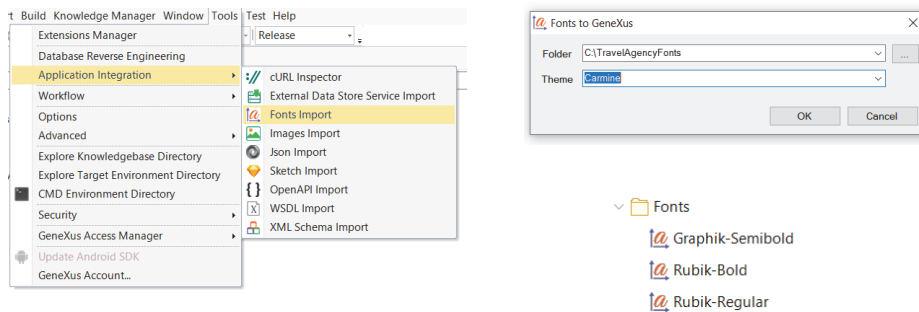 t Build Knowledge Manager Window Tools Test Help
Extensions Manager
Release
Database Reverse Engineering
Application Integration
Workflow
Options
Advanced
Explore Knowledgebase Directory
Explore Target Environment Directory
CMD Environment Directory
Security
GeneXus Access Manager
Update Android SDK
GeneXus Account...
cURL Inspector
External Data Store Service Import
Fonts Import
Images Import
Json Import
Sketch Import
OpenAPI Import
WSDL Import
XML Schema Import
Fonts to GeneXus
Folder C:\TravelAgencyFonts ...
Theme Carmine
OK Cancel
Fonts
Graphik-Semibold
Rubik-Bold
Rubik-Regular